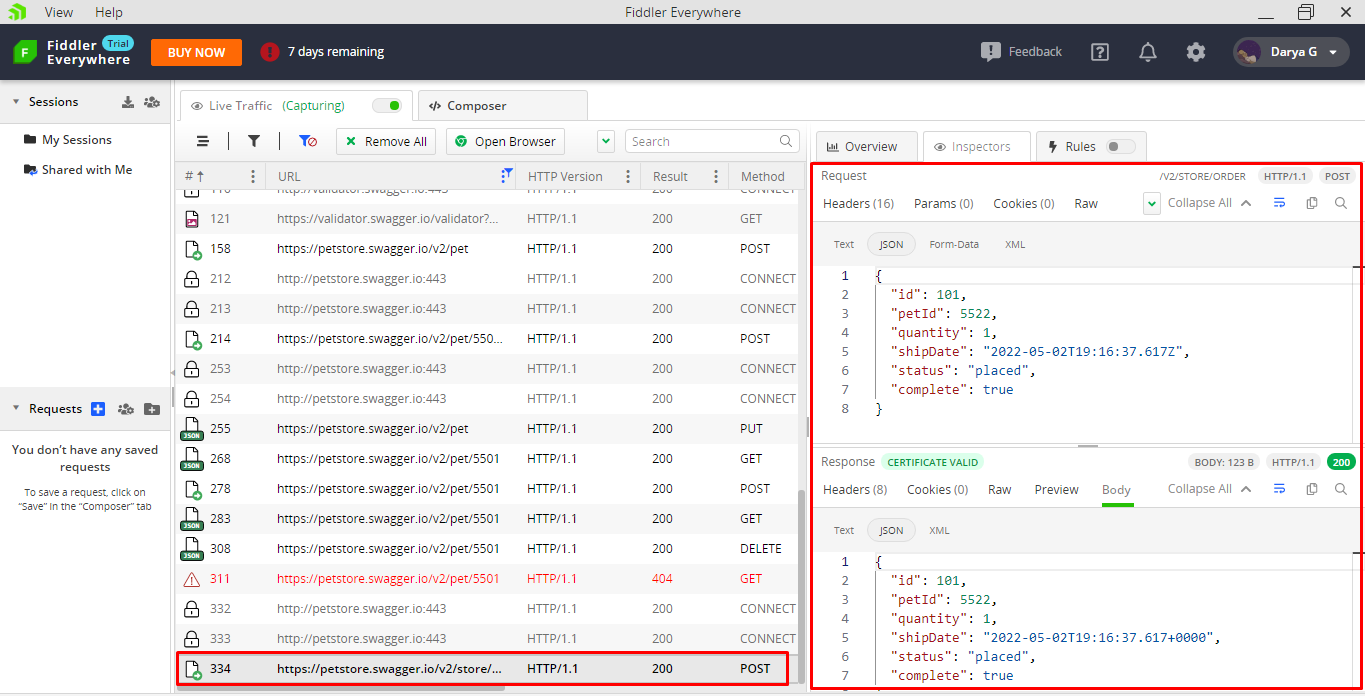 View Help Fiddler Everywhere
Fiddler Trial
Everywhere
BUY NOW
7 days remaining
Feedback
Darya G
Sessions
My Sessions
Shared with Me
Requests
You don't have any saved
requests
To save a request, click on
"Save" in the "Composer" tab
Live Traffic (Capturing)
Composer
Remove All
Open Browser
Search
# URL HTTP Version Result Method
116 http://validator.swagger.io:443 HTTP/1.1 200 CONNECT
121 https://validator.swagger.io/validator?... HTTP/1.1 200 GET
158 https://petstore.swagger.io/v2/pet HTTP/1.1 200 POST
212 http://petstore.swagger.io:443 HTTP/1.1 200 CONNECT
213 http://petstore.swagger.io:443 HTTP/1.1 200 CONNECT
214 https://petstore.swagger.io/v2/pet/550... HTTP/1.1 200 POST
253 http://petstore.swagger.io:443 HTTP/1.1 200 CONNECT
254 http://petstore.swagger.io:443 HTTP/1.1 200 CONNECT
JSON 255 https://petstore.swagger.io/v2/pet HTTP/1.1 200 PUT
JSON 268 https://petstore.swagger.io/v2/pet/5501 HTTP/1.1 200 GET
278 https://petstore.swagger.io/v2/pet/5501 HTTP/1.1 200 POST
JSON 283 https://petstore.swagger.io/v2/pet/5501 HTTP/1.1 200 GET
JSON 308 https://petstore.swagger.io/v2/pet/5501 HTTP/1.1 200 DELETE
311 https://petstore.swagger.io/v2/pet/5501 HTTP/1.1 404 GET
332 http://petstore.swagger.io:443 HTTP/1.1 200 CONNECT
333 http://petstore.swagger.io:443 HTTP/1.1 200 CONNECT
334 https://petstore.swagger.io/v2/store/... HTTP/1.1 200 POST
Overview
Inspectors
Rules
Request /V2/STORE/ORDER HTTP/1.1 POST
Headers (16) Params (0) Cookies (0) Raw Collapse All
Text JSON Form-Data XML
1 {
2 "id": 101,
3 "petId": 5522,
4 "quantity": 1,
5 "shipDate": "2022-05-02T19:16:37.617Z",
6 "status": "placed",
7 "complete": true
8 }
Response CERTIFICATE VALID BODY: 123 B HTTP/1.1 200
Headers (8) Cookies (0) Raw Preview Body Collapse All
Text JSON XML
1 {
2 "id": 101,
3 "petId": 5522,
4 "quantity": 1,
5 "shipDate": "2022-05-02T19:16:37.617+0000",
6 "status": "placed",
7 "complete": true